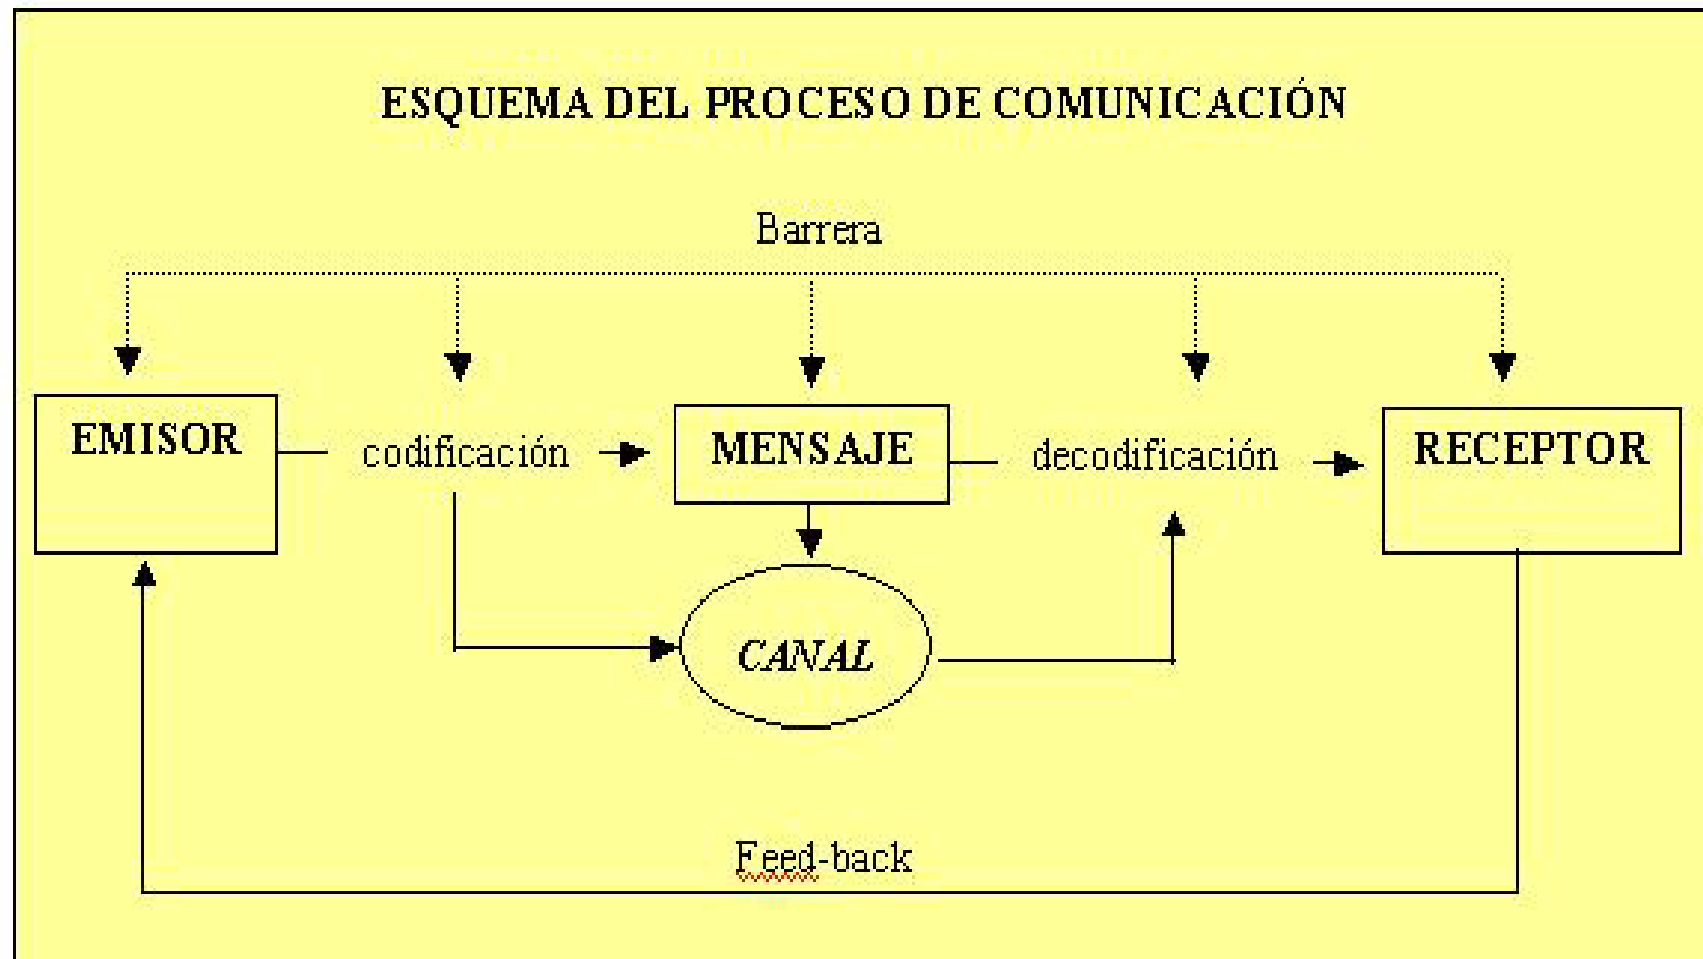 ESQUEMA DEL PROCESO DE COMUNICACIÓN
Barrera
EMISOR
codificación
MENSAJE
decodificación
RECEPTOR
CANAL
Feed-back